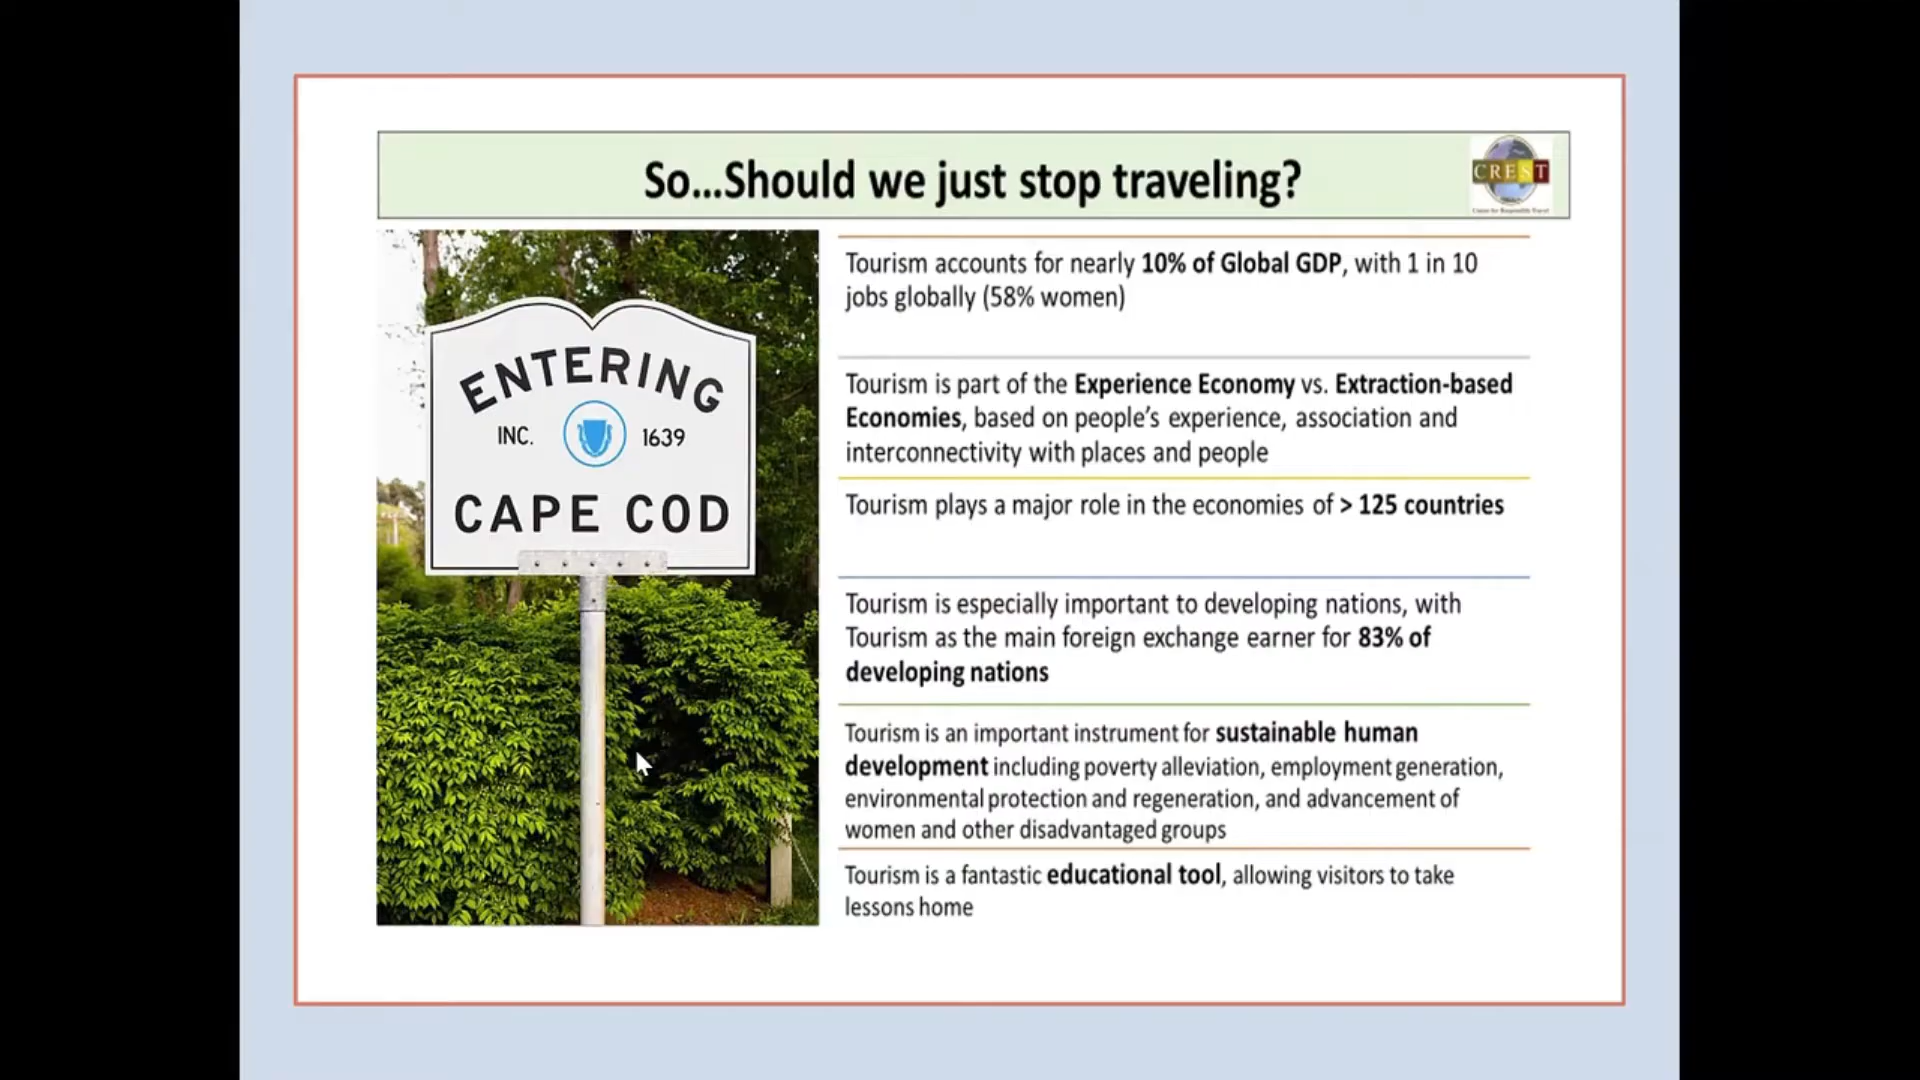 So...Should we just stop traveling?
CREST
Center for Responsible Travel
ENTERING
INC. 1639
CAPE COD
Tourism accounts for nearly 10% of Global GDP, with 1 in 10
jobs globally (58% women)
Tourism is part of the Experience Economy vs. Extraction-based
Economies, based on people's experience, association and
interconnectivity with places and people
Tourism plays a major role in the economies of > 125 countries
Tourism is especially important to developing nations, with
Tourism as the main foreign exchange earner for 83% of
developing nations
Tourism is an important instrument for sustainable human
development including poverty alleviation, employment generation,
environmental protection and regeneration, and advancement of
women and other disadvantaged groups
Tourism is a fantastic educational tool, allowing visitors to take
lessons home